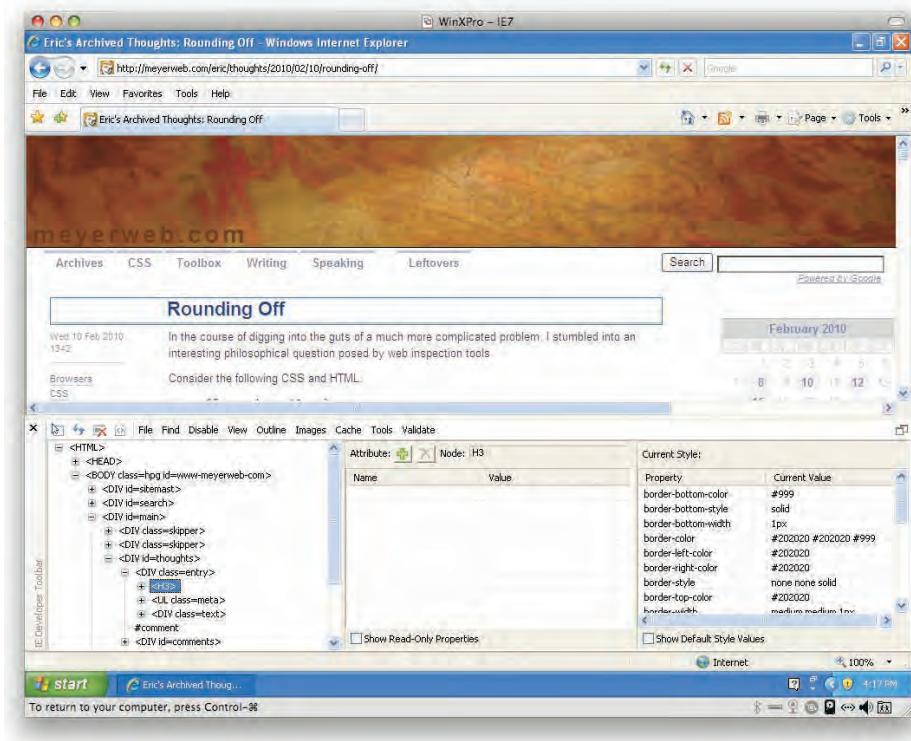 WinXPro – IE7
Eric's Archived Thoughts: Rounding Off - Windows Internet Explorer
http://meyerweb.com/eric/thoughts/2010/02/10/rounding-off/
Google
File Edit View Favorites Tools Help
Eric's Archived Thoughts: Rounding Off
Page Tools
meyerweb.com
Archives CSS Toolbox Writing Speaking Leftovers
Search
Powered by Google
Rounding Off
February 2010
Wed 10 Feb 2010
1342
In the course of digging into the guts of a much more complicated problem, I stumbled into an
interesting philosophical question posed by web inspection tools
Consider the following CSS and HTML.
Browsers
CSS
8 10 12
File Find Disable View Outline Images Cache Tools Validate
<HTML>
<HEAD>
<BODY class=hpg id=www-meyerweb-com>
<DIV id=sitemast>
<DIV id=search>
<DIV id=main>
<DIV class=skipper>
<DIV class=skipper>
<DIV id=thoughts>
<DIV class=entry>
<H3>
<UL class=meta>
<DIV class=text>
#comment
<DIV id=comments>
IE Developer Toolbar
Attribute: Node: H3
Name Value
Show Read-Only Properties
Current Style:
Property Current Value
border-bottom-color #999
border-bottom-style solid
border-bottom-width 1px
border-color #202020 #202020 #999
border-left-color #202020
border-right-color #202020
border-style none none solid
border-top-color #202020
border-width medium medium 1px
Show Default Style Values
Internet 100%
start
Eric's Archived Thoug...
4:17 PM
To return to your computer, press Control-⌘